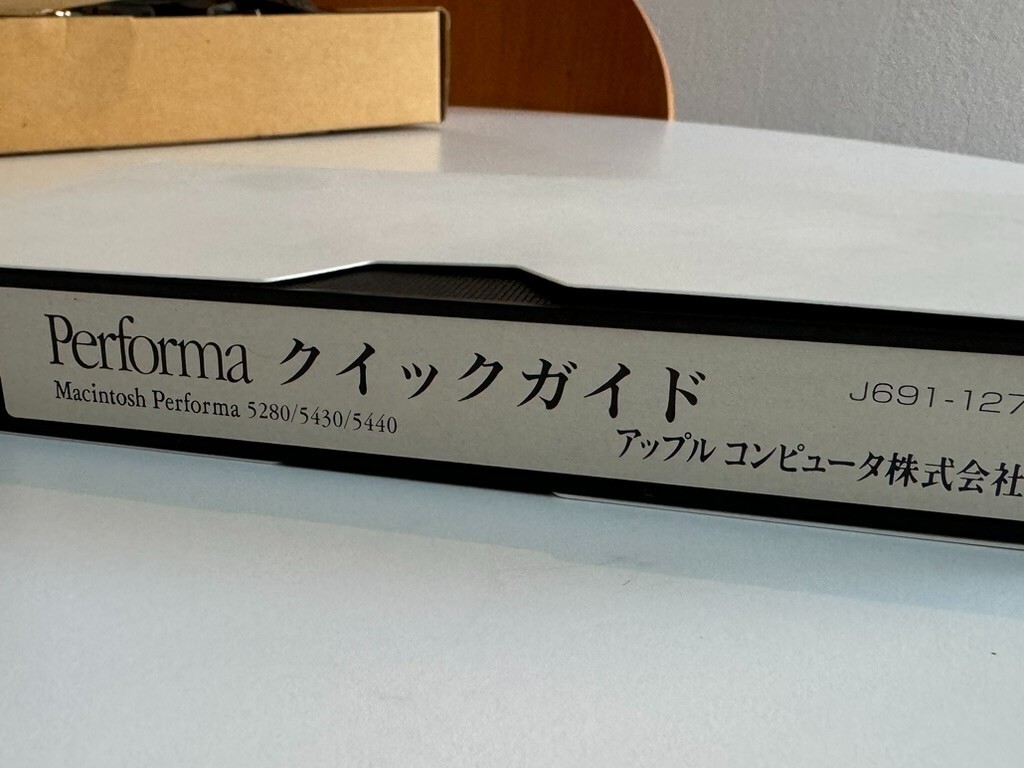 Performa クイックガイド
Macintosh Performa 5280/5430/5440
J691-127
アップル コンピュータ株式会社